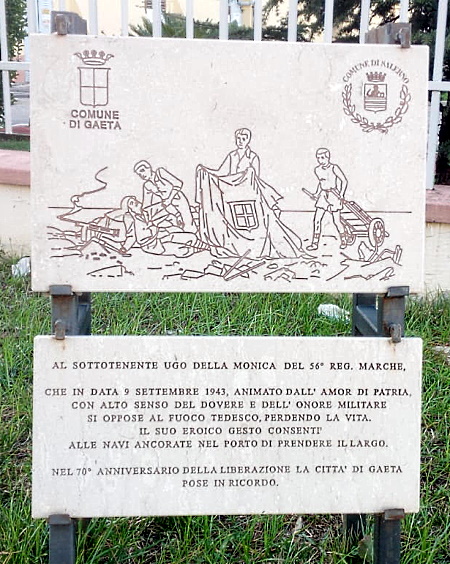 COMUNE
DI GAETA
COMUNE DI SALERNO
AL SOTTOTENENTE UGO DELLA MONICA DEL 56° REG. MARCHE,
CHE IN DATA 9 SETTEMBRE 1943, ANIMATO DALL' AMOR DI PATRIA,
CON ALTO SENSO DEL DOVERE E DELL' ONORE MILITARE
SI OPPOSE AL FUOCO TEDESCO, PERDENDO LA VITA.
IL SUO EROICO GESTO CONSENTI'
ALLE NAVI ANCORATE NEL PORTO DI PRENDERE IL LARGO.
NEL 70° ANNIVERSARIO DELLA LIBERAZIONE LA CITTA' DI GAETA
POSE IN RICORDO.